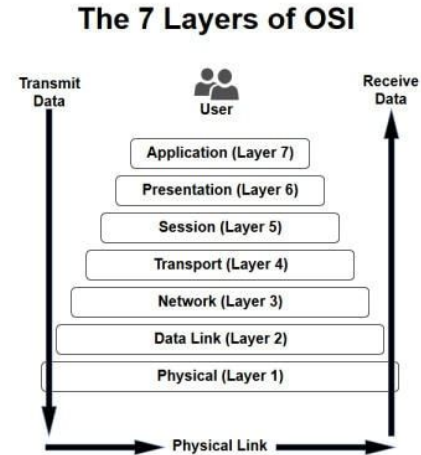 The 7 Layers of OSI
Transmit
Data
User
Receive
Data
Application (Layer 7)
Presentation (Layer 6)
Session (Layer 5)
Transport (Layer 4)
Network (Layer 3)
Data Link (Layer 2)
Physical (Layer 1)
Physical Link